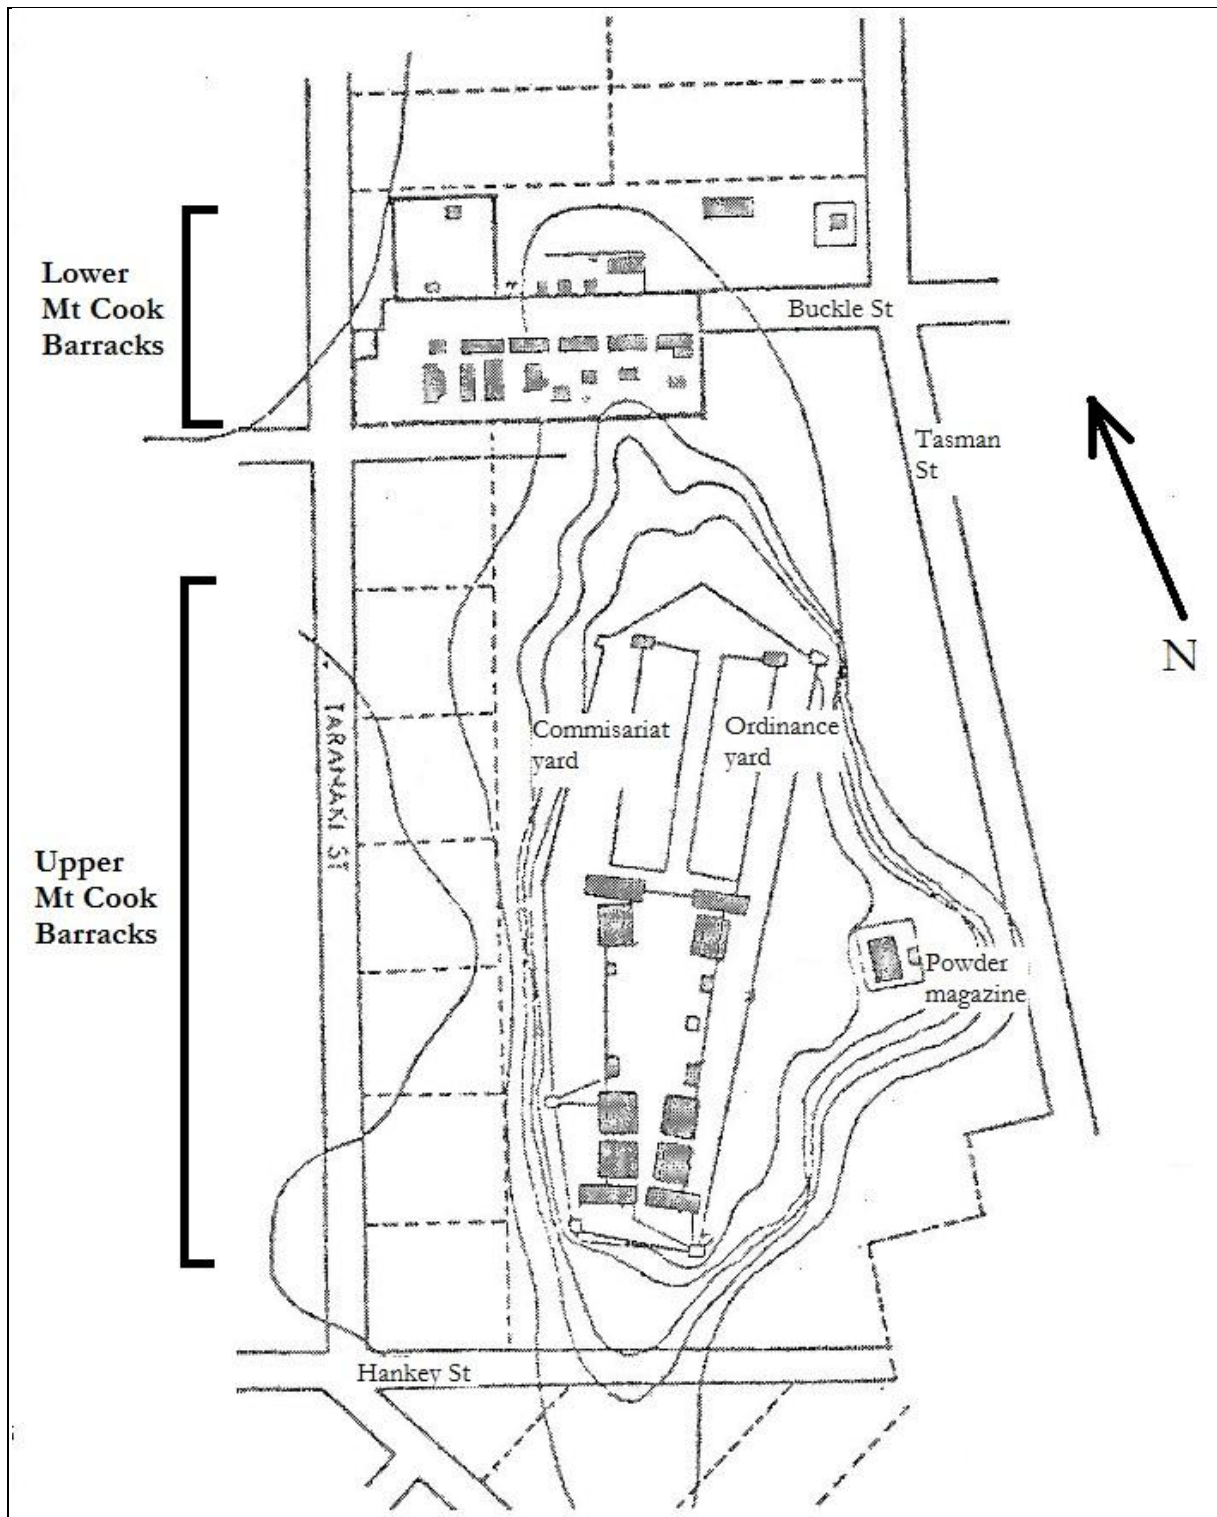 Lower
Mt Cook
Barracks
Buckle St
Tasman
St
N
TARANAKI ST
Commisariat
yard
Ordinance
yard
Upper
Mt Cook
Barracks
Powder
magazine
Hankey St